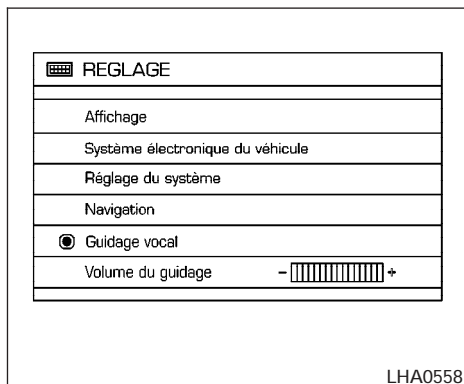 REGLAGE
Affichage
Système électronique du véhicule
Réglage du système
Navigation
Guidage vocal
Volume du guidage - +
LHA0558